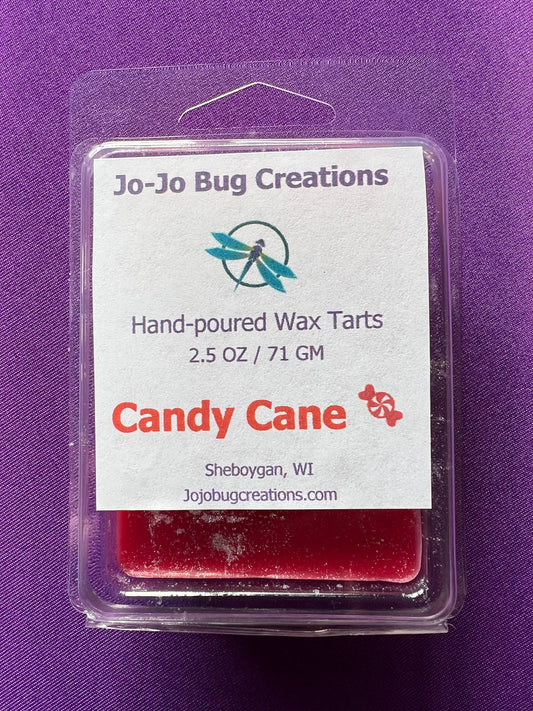 Jo-Jo Bug Creations
Hand-poured Wax Tarts
2.5 OZ / 71 GM
Candy Cane
Sheboygan, WI
Jojobugcreations.com